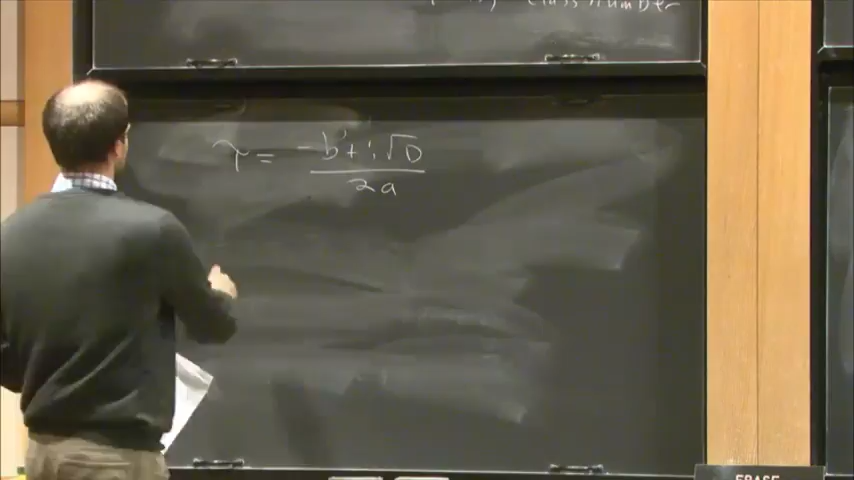 class number
τ = (-b + i√D) / 2a
ERASE